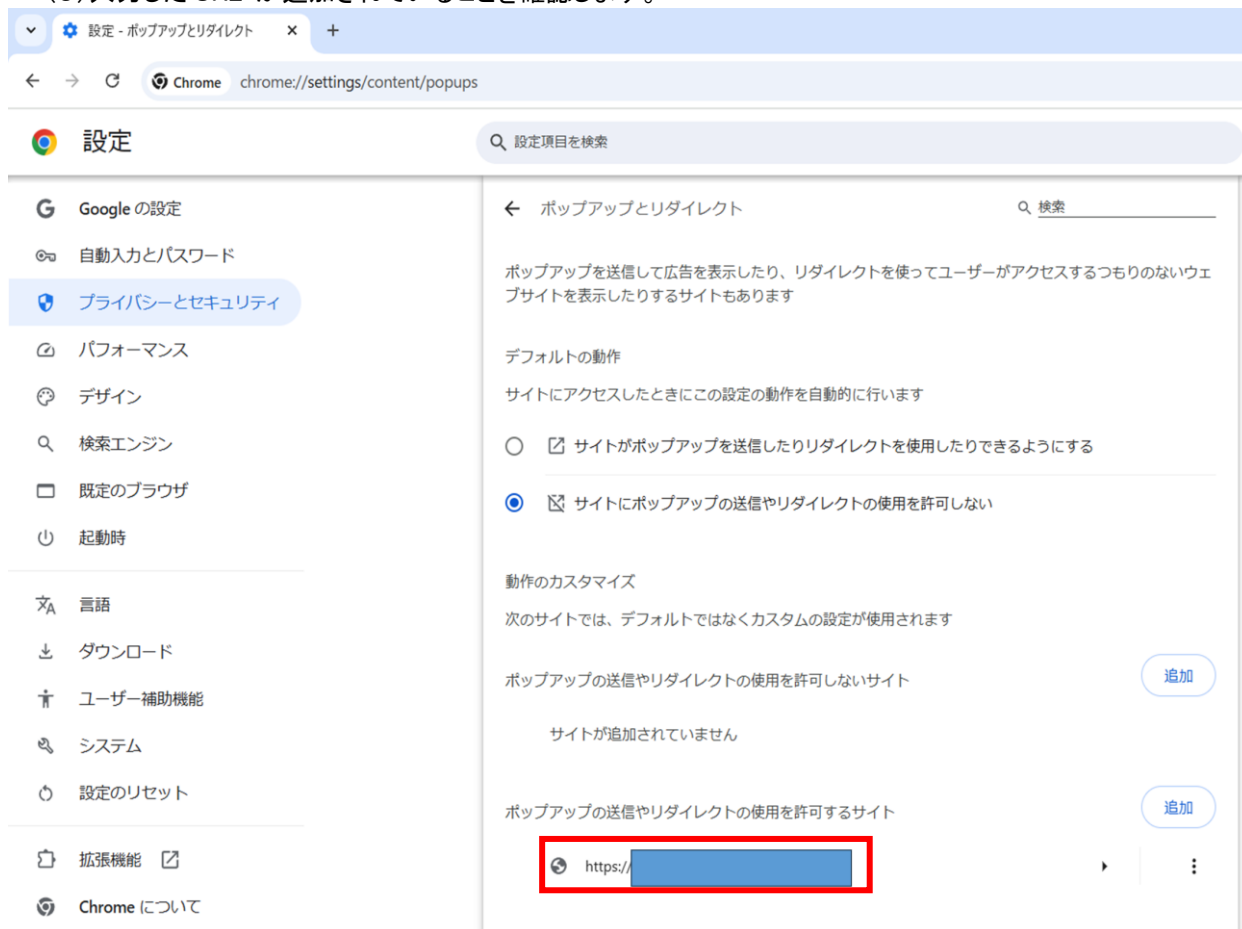 設定 - ポップアップとリダイレクト
Chrome chrome://settings/content/popups
設定
設定項目を検索
Google の設定
自動入力とパスワード
プライバシーとセキュリティ
パフォーマンス
デザイン
検索エンジン
既定のブラウザ
起動時
言語
ダウンロード
ユーザー補助機能
システム
設定のリセット
拡張機能
Chrome について
ポップアップとリダイレクト
検索
ポップアップを送信して広告を表示したり、リダイレクトを使ってユーザーがアクセスするつもりのないウェ
ブサイトを表示したりするサイトもあります
デフォルトの動作
サイトにアクセスしたときにこの設定の動作を自動的に行います
サイトがポップアップを送信したりリダイレクトを使用したりできるようにする
サイトにポップアップの送信やリダイレクトの使用を許可しない
動作のカスタマイズ
次のサイトでは、デフォルトではなくカスタムの設定が使用されます
ポップアップの送信やリダイレクトの使用を許可しないサイト
追加
サイトが追加されていません
ポップアップの送信やリダイレクトの使用を許可するサイト
追加
https://